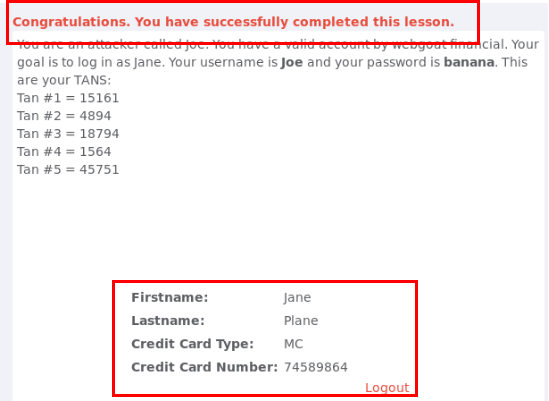 Congratulations. You have successfully completed this lesson.
You are an attacker called Joe. You have a valid account by webgoat financial. Your
goal is to log in as Jane. Your username is Joe and your password is banana. This
are your TANS:
Tan #1 = 15161
Tan #2 = 4894
Tan #3 = 18794
Tan #4 = 1564
Tan #5 = 45751
Firstname: Jane
Lastname: Plane
Credit Card Type: MC
Credit Card Number: 74589864
Logout